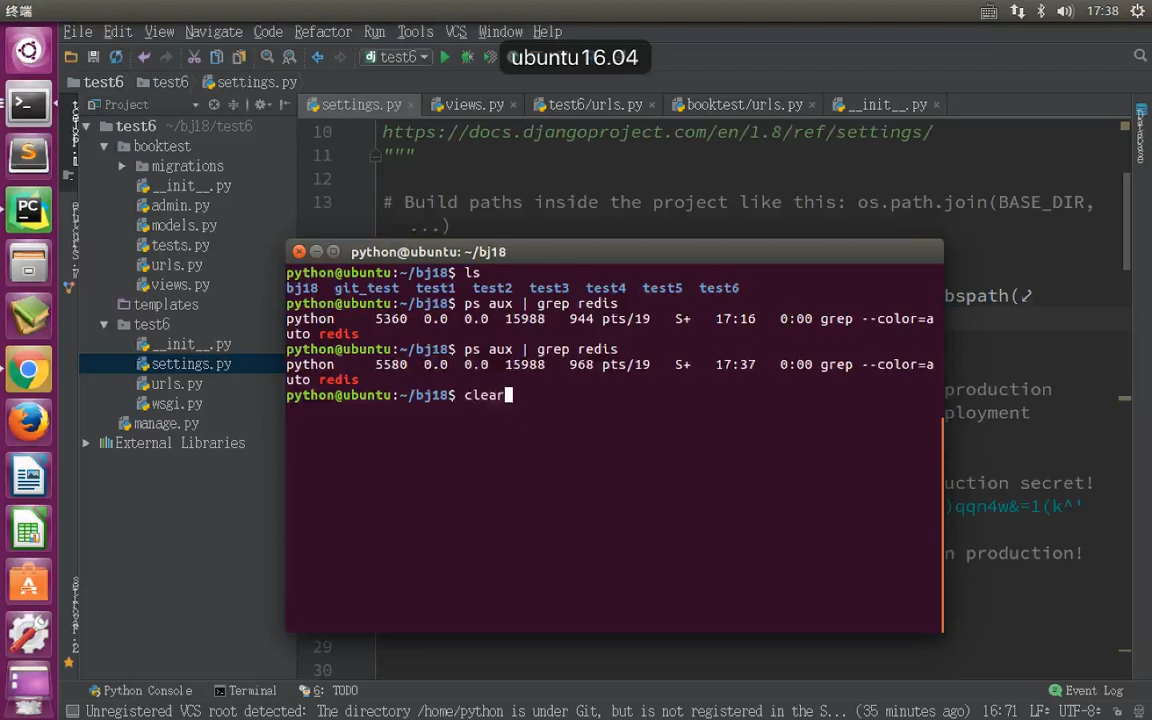 终端
17:38
File Edit View Navigate Code Refactor Run Tools VCS Window Help
test6
ubuntu16.04
test6 test6 settings.py
Project
settings.py views.py test6/urls.py booktest/urls.py __init__.py
test6 ~/bj18/test6
booktest
migrations
__init__.py
admin.py
models.py
tests.py
urls.py
views.py
templates
test6
__init__.py
settings.py
urls.py
wsgi.py
manage.py
External Libraries
10 https://docs.djangoproject.com/en/1.8/ref/settings/
11 """
12
13 # Build paths inside the project like this: os.path.join(BASE_DIR,
...)
bspath(
production
ployment
uction secret!
)qqn4w&=1(k^'
n production!
29
30
python@ubuntu: ~/bj18
python@ubuntu:~/bj18$ ls
bj18 git_test test1 test2 test3 test4 test5 test6
python@ubuntu:~/bj18$ ps aux | grep redis
python 5360 0.0 0.0 15988 944 pts/19 S+ 17:16 0:00 grep --color=a
uto redis
python@ubuntu:~/bj18$ ps aux | grep redis
python 5580 0.0 0.0 15988 968 pts/19 S+ 17:37 0:00 grep --color=a
uto redis
python@ubuntu:~/bj18$ clear
Python Console Terminal 6: TODO Event Log
Unregistered VCS root detected: The directory /home/python is under Git, but is not registered in the S... (35 minutes ago) 16:71 LF÷ UTF-8÷